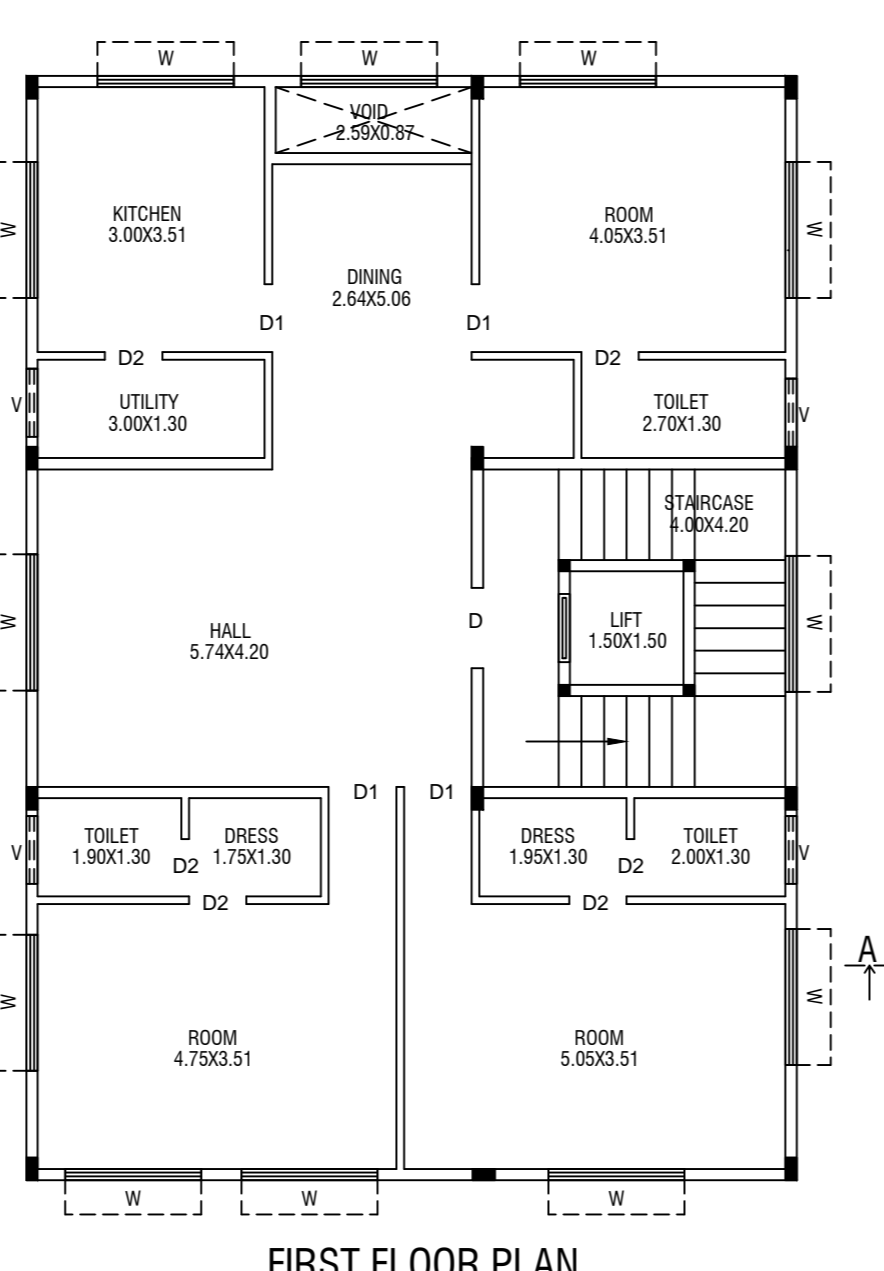 W
W
W
VOID
2.59X0.87
KITCHEN
3.00X3.51
ROOM
4.05X3.51
W
W
DINING
2.64X5.06
D1
D1
D2
D2
UTILITY
3.00X1.30
TOILET
2.70X1.30
V
V
STAIRCASE
4.00X4.20
HALL
5.74X4.20
D
LIFT
1.50X1.50
W
W
D1
D1
TOILET
1.90X1.30
DRESS
1.75X1.30
DRESS
1.95X1.30
TOILET
2.00X1.30
V
D2
D2
V
D2
D2
A
W
W
ROOM
4.75X3.51
ROOM
5.05X3.51
W
W
W
FIRST FLOOR PLAN